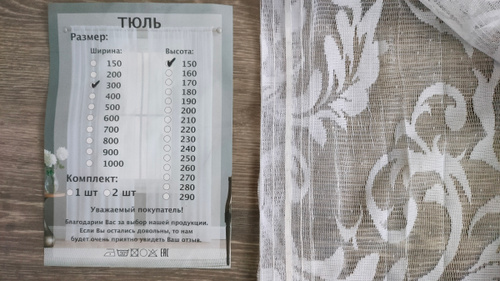 ТЮЛЬ
Размер:
Ширина: Высота:
150 ✔ 150
200 160
✔ 300 170
400 180
500 190
600 200
700 210
800 220
900 230
1000 240
250
260
Комплект: 270
1 шт 2 шт 280
290
Уважаемый покупатель!
Благодарим Вас за выбор нашей продукции.
Если Вы остались довольны, то нам
будет очень приятно увидеть Ваш отзыв.
ЕАС